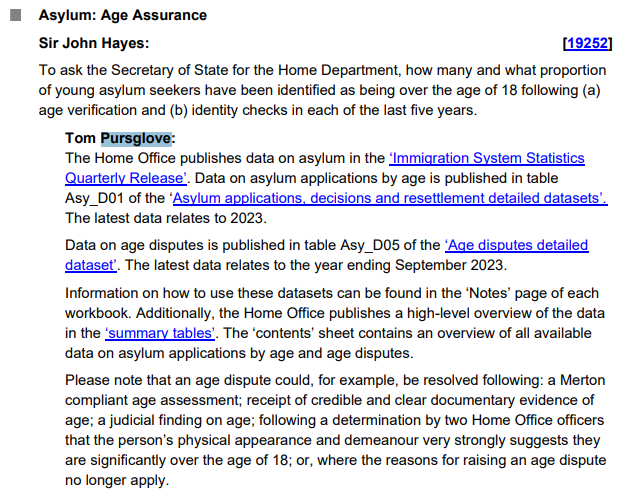 Asylum: Age Assurance
Sir John Hayes: [19252]
To ask the Secretary of State for the Home Department, how many and what proportion
of young asylum seekers have been identified as being over the age of 18 following (a)
age verification and (b) identity checks in each of the last five years.
Tom Pursglove:
The Home Office publishes data on asylum in the ‘Immigration System Statistics
Quarterly Release’. Data on asylum applications by age is published in table
Asy_D01 of the ‘Asylum applications, decisions and resettlement detailed datasets’.
The latest data relates to 2023.
Data on age disputes is published in table Asy_D05 of the ‘Age disputes detailed
dataset’. The latest data relates to the year ending September 2023.
Information on how to use these datasets can be found in the ‘Notes’ page of each
workbook. Additionally, the Home Office publishes a high-level overview of the data
in the ‘summary tables’. The ‘contents’ sheet contains an overview of all available
data on asylum applications by age and age disputes.
Please note that an age dispute could, for example, be resolved following: a Merton
compliant age assessment; receipt of credible and clear documentary evidence of
age; a judicial finding on age; following a determination by two Home Office officers
that the person’s physical appearance and demeanour very strongly suggests they
are significantly over the age of 18; or, where the reasons for raising an age dispute
no longer apply.